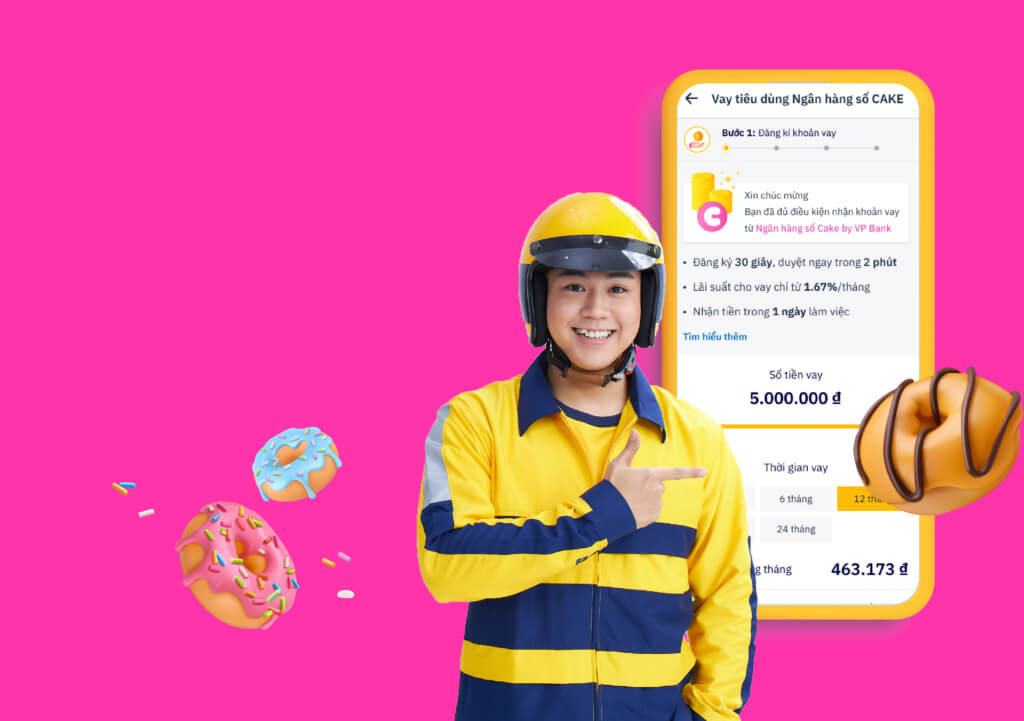 Vay tiêu dùng Ngân hàng số CAKE
Bước 1: Đăng kí khoản vay
Xin chúc mừng
Bạn đã đủ điều kiện nhận khoản vay
từ Ngân hàng số Cake by VP Bank
• Đăng ký 30 giây, duyệt ngay trong 2 phút
• Lãi suất cho vay chỉ từ 1.67%/tháng
• Nhận tiền trong 1 ngày làm việc
Tìm hiểu thêm
Số tiền vay
5.000.000 ₫
Thời gian vay
6 tháng
12
24 tháng
tháng
463.173 ₫